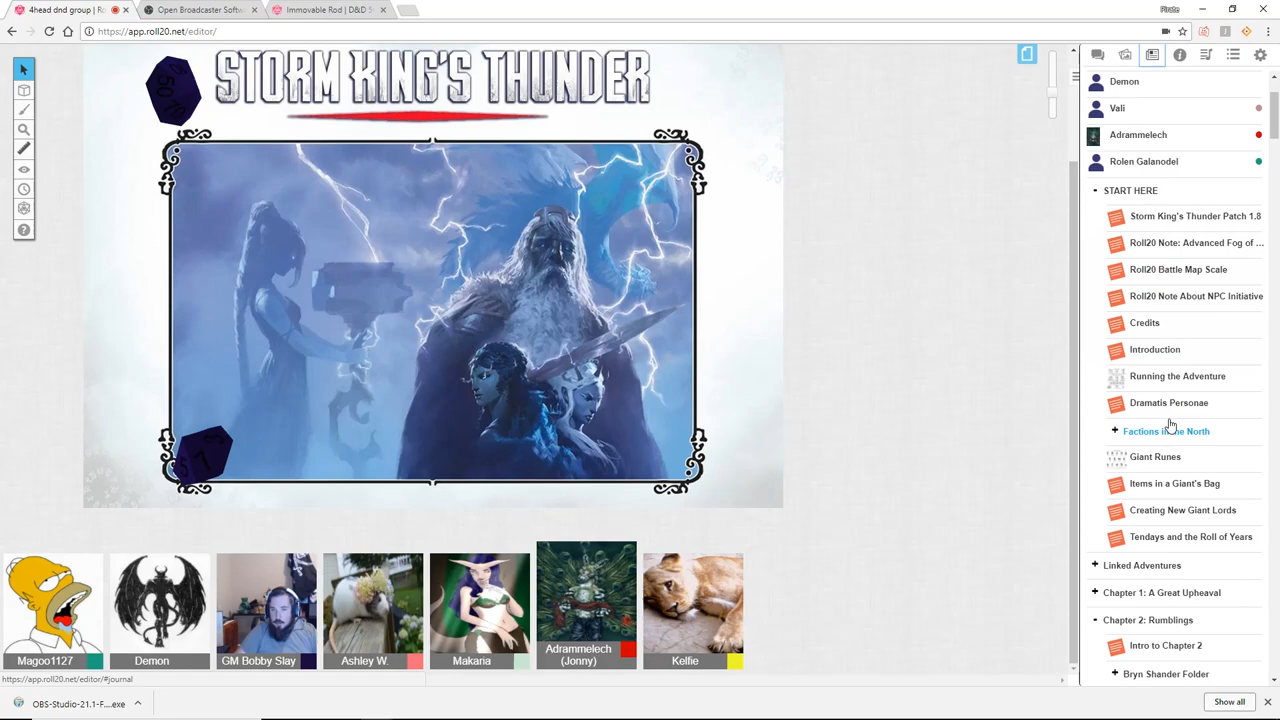 4head dnd group | Ro
Open Broadcaster Softw
Immovable Rod | D&D 5
Pirate
https://app.roll20.net/editor/
STORM KING'S THUNDER
Demon
Vali
Adrammelech
Rolen Galanodel
START HERE
Storm King's Thunder Patch 1.8
Roll20 Note: Advanced Fog of ...
Roll20 Battle Map Scale
Roll20 Note About NPC Initiative
Credits
Introduction
Running the Adventure
Dramatis Personae
Factions in the North
Giant Runes
Items in a Giant's Bag
Creating New Giant Lords
Tendays and the Roll of Years
Linked Adventures
Chapter 1: A Great Upheaval
Chapter 2: Rumblings
Intro to Chapter 2
Bryn Shander Folder
Magoo1127
Demon
GM Bobby Slay
Ashley W.
Makaria
Adrammelech
(Jonny)
Kelfie
https://app.roll20.net/editor/#journal
OBS-Studio-21.1-F....exe
Show all